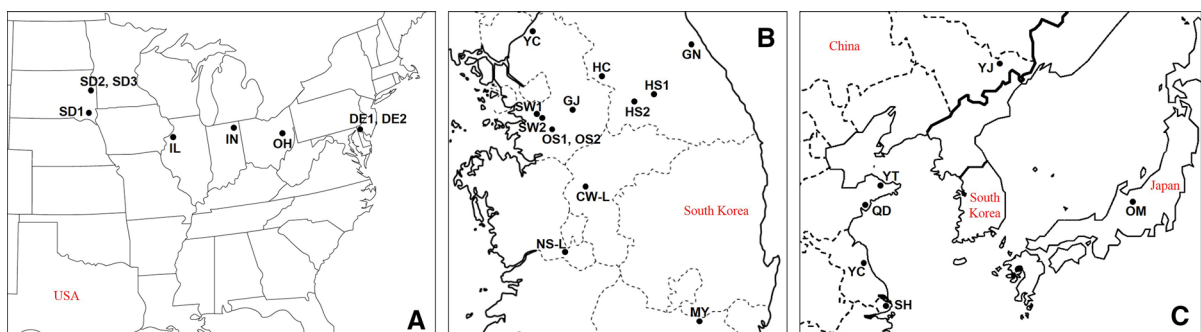 SD2, SD3
SD1
IL
IN
OH
DE1, DE2
USA
A
YC
B
GN
HC
HS1
HS2
GJ
SW1
SW2
OS1, OS2
CW-L
South Korea
NS-L
MY
C
China
YJ
YT
QD
South
Korea
Japan
OM
YC
SH